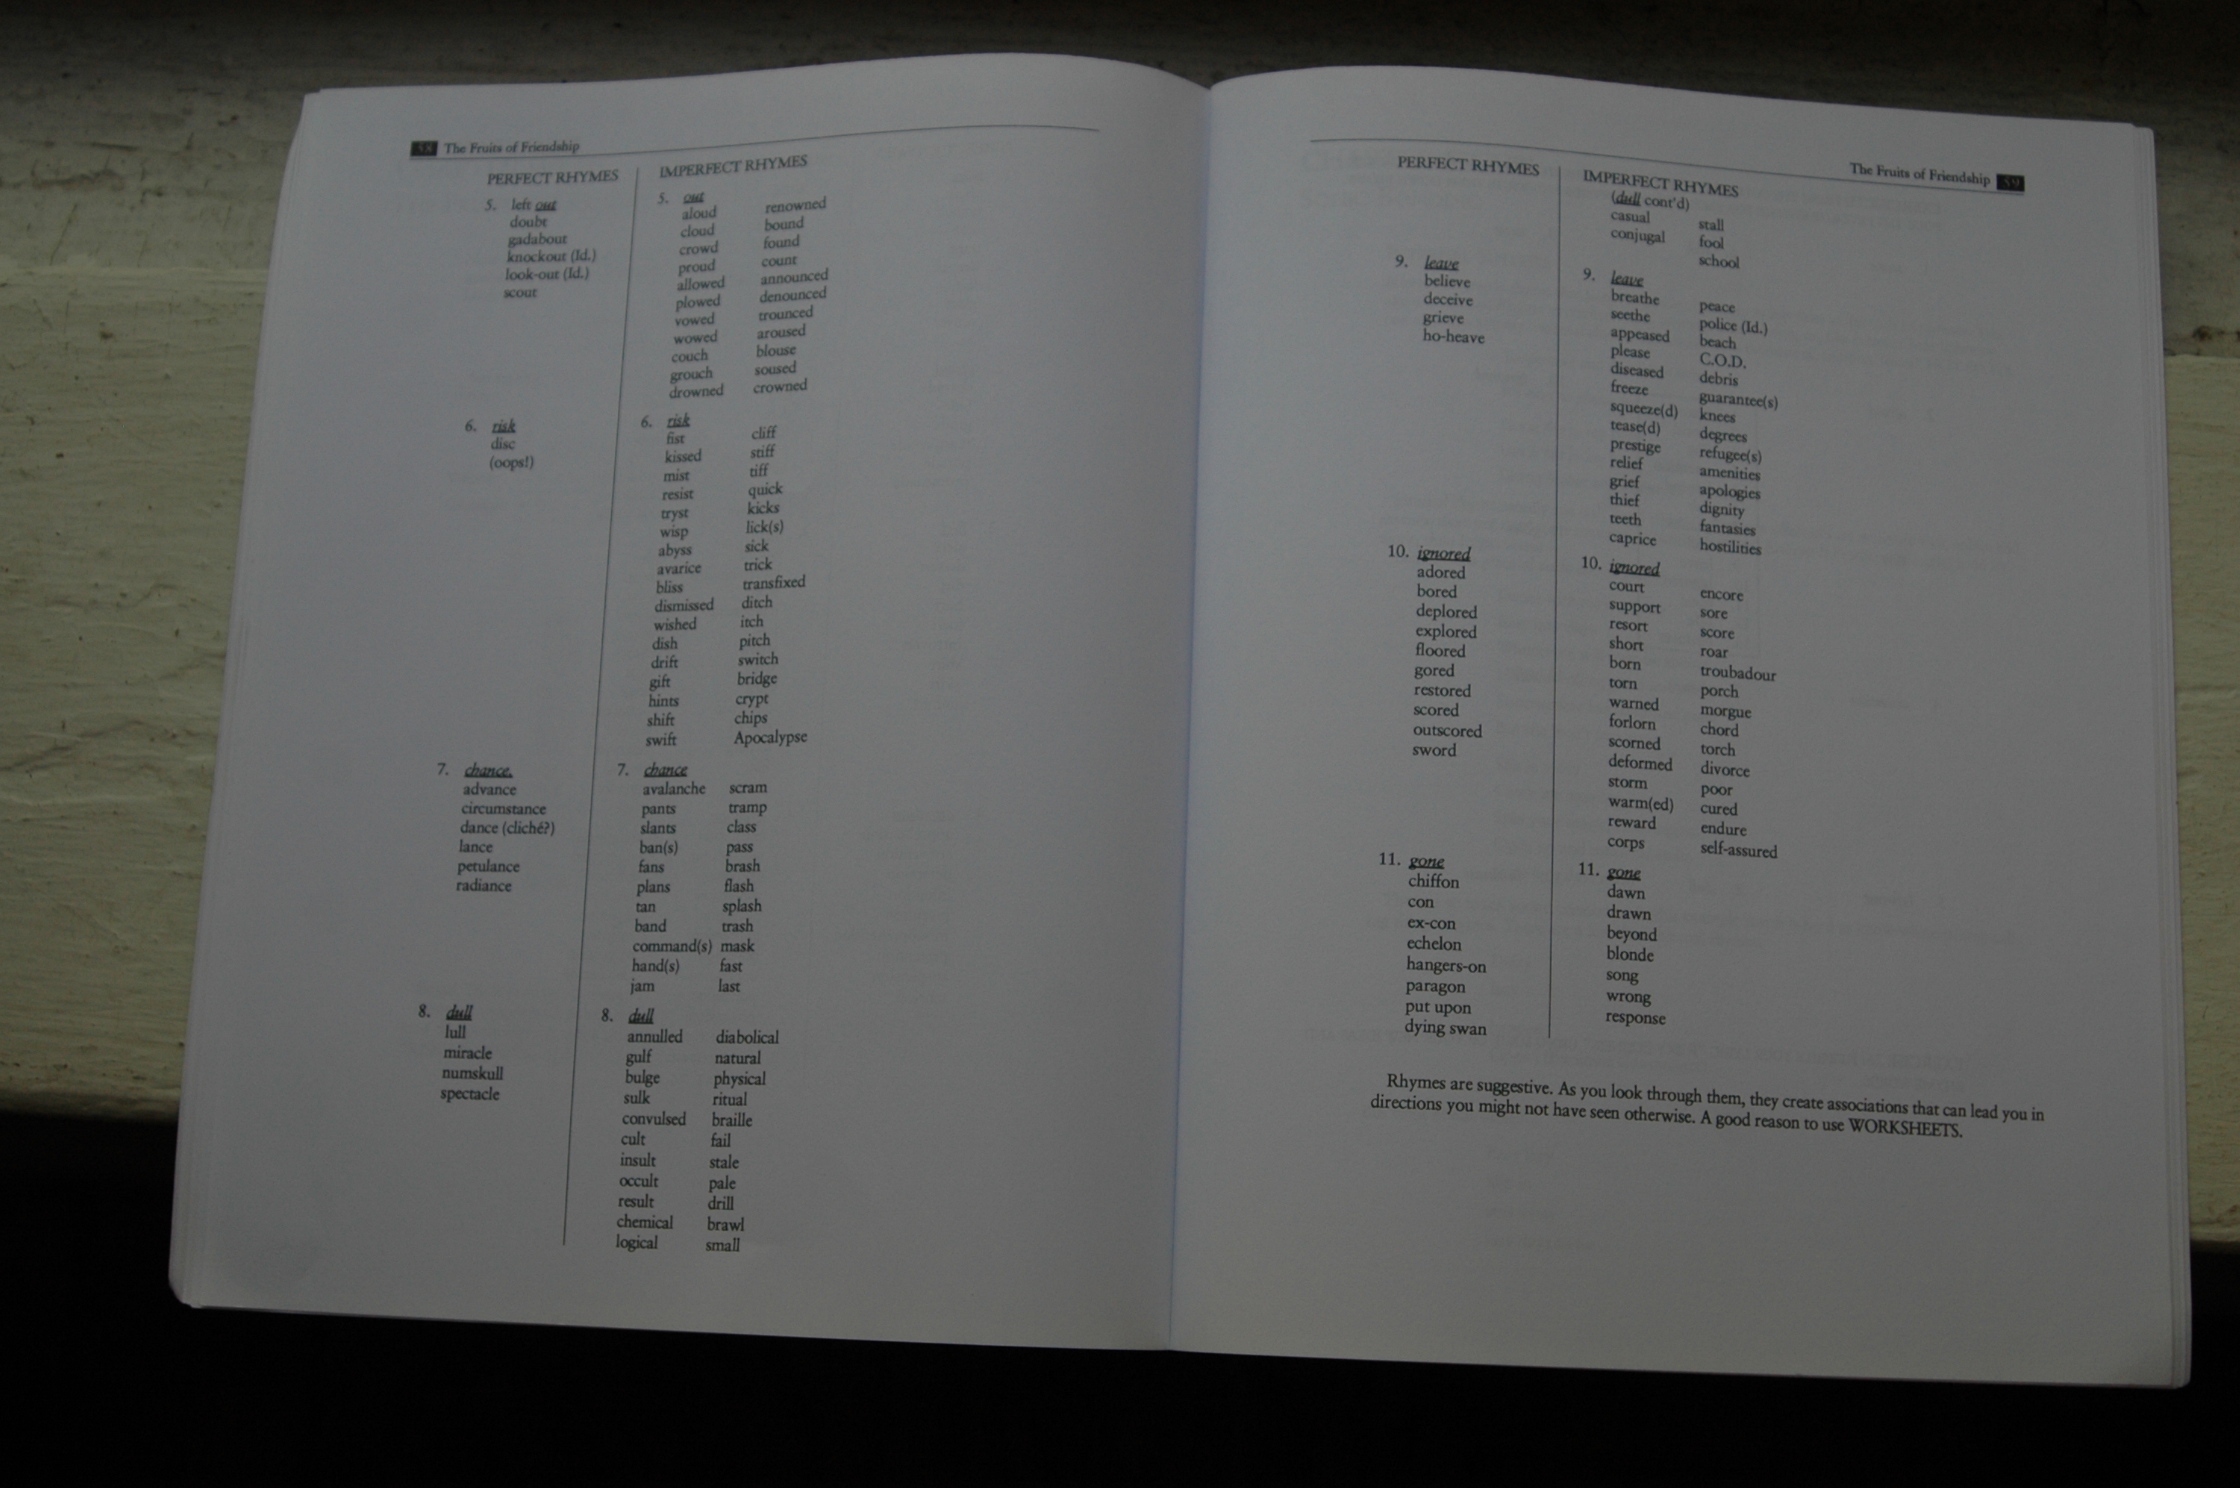 58 The Fruits of Friendship
PERFECT RHYMES
5. left out
doubt
gadabout
knockout (Id.)
look-out (Id.)
scout
6. risk
disc
(oops!)
7. chance.
advance
circumstance
dance (cliché?)
lance
petulance
radiance
8. dull
lull
miracle
numskull
spectacle
IMPERFECT RHYMES
5. out
aloud renowned
cloud bound
crowd found
proud count
allowed announced
plowed denounced
vowed trounced
wowed aroused
couch blouse
grouch soused
drowned crowned
6. risk
fist cliff
kissed stiff
mist tiff
resist quick
tryst kicks
wisp lick(s)
abyss sick
avarice trick
bliss transfixed
dismissed ditch
wished itch
dish pitch
drift switch
gift bridge
hints crypt
shift chips
swift Apocalypse
7. chance
avalanche scram
pants tramp
slants class
ban(s) pass
fans brash
plans flash
tan splash
band trash
command(s) mask
hand(s) fast
jam last
8. dull
annulled diabolical
gulf natural
bulge physical
sulk ritual
convulsed braille
cult fail
insult stale
occult pale
result drill
chemical brawl
logical small
The Fruits of Friendship 59
PERFECT RHYMES
9. leave
believe
deceive
grieve
ho-heave
10. ignored
adored
bored
deplored
explored
floored
gored
restored
scored
outscored
sword
11. gone
chiffon
con
ex-con
echelon
hangers-on
paragon
put upon
dying swan
IMPERFECT RHYMES
(dull cont'd)
casual stall
conjugal fool
school
9. leave
breathe peace
seethe police (Id.)
appeased beach
please C.O.D.
diseased debris
freeze guarantee(s)
squeeze(d) knees
tease(d) degrees
prestige refugee(s)
relief amenities
grief apologies
thief dignity
teeth fantasies
caprice hostilities
10. ignored
court encore
support sore
resort score
short roar
born troubadour
torn porch
warned morgue
forlorn chord
scorned torch
deformed divorce
storm poor
warm(ed) cured
reward endure
corps self-assured
11. gone
dawn
drawn
beyond
blonde
song
wrong
response
Rhymes are suggestive. As you look through them, they create associations that can lead you in
directions you might not have seen otherwise. A good reason to use WORKSHEETS.